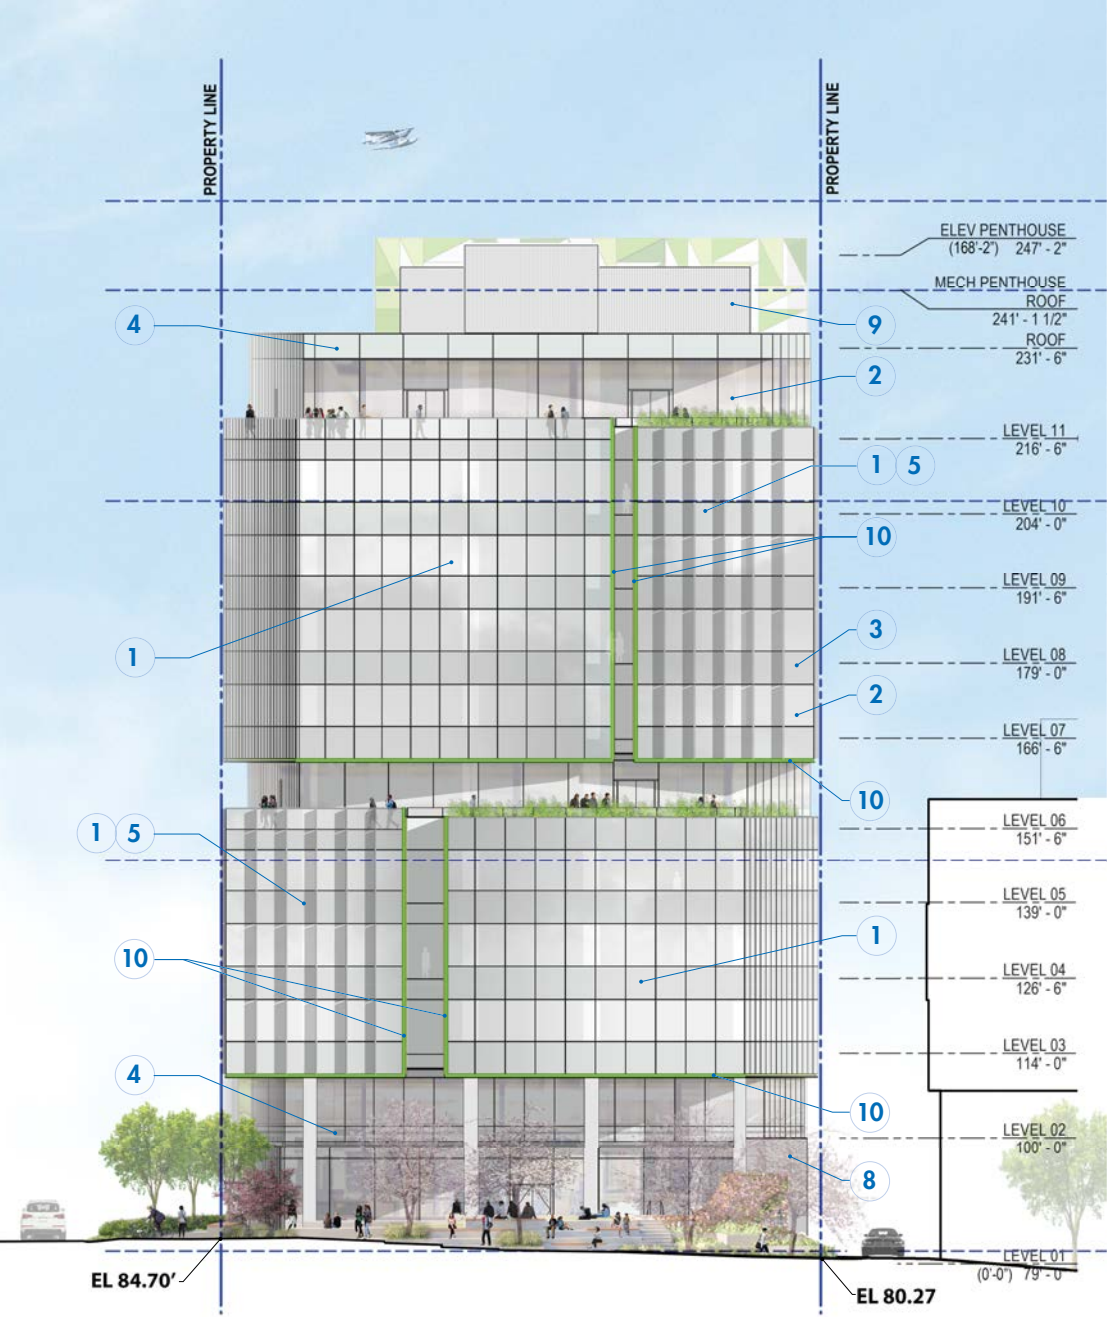 PROPERTY LINE
PROPERTY LINE
ELEV PENTHOUSE
(168'-2") 247' - 2"
MECH PENTHOUSE
ROOF
241' - 1 1/2"
ROOF
231' - 6"
4
9
2
LEVEL 11
216' - 6"
1 5
LEVEL 10
204' - 0"
10
LEVEL 09
191' - 6"
3
1
LEVEL 08
179' - 0"
2
LEVEL 07
166' - 6"
10
LEVEL 06
151' - 6"
1 5
LEVEL 05
139' - 0"
1
10
LEVEL 04
126' - 6"
LEVEL 03
114' - 0"
4
10
LEVEL 02
100' - 0"
8
LEVEL 01
(0'-0") 79' - 0
EL 84.70'
EL 80.27